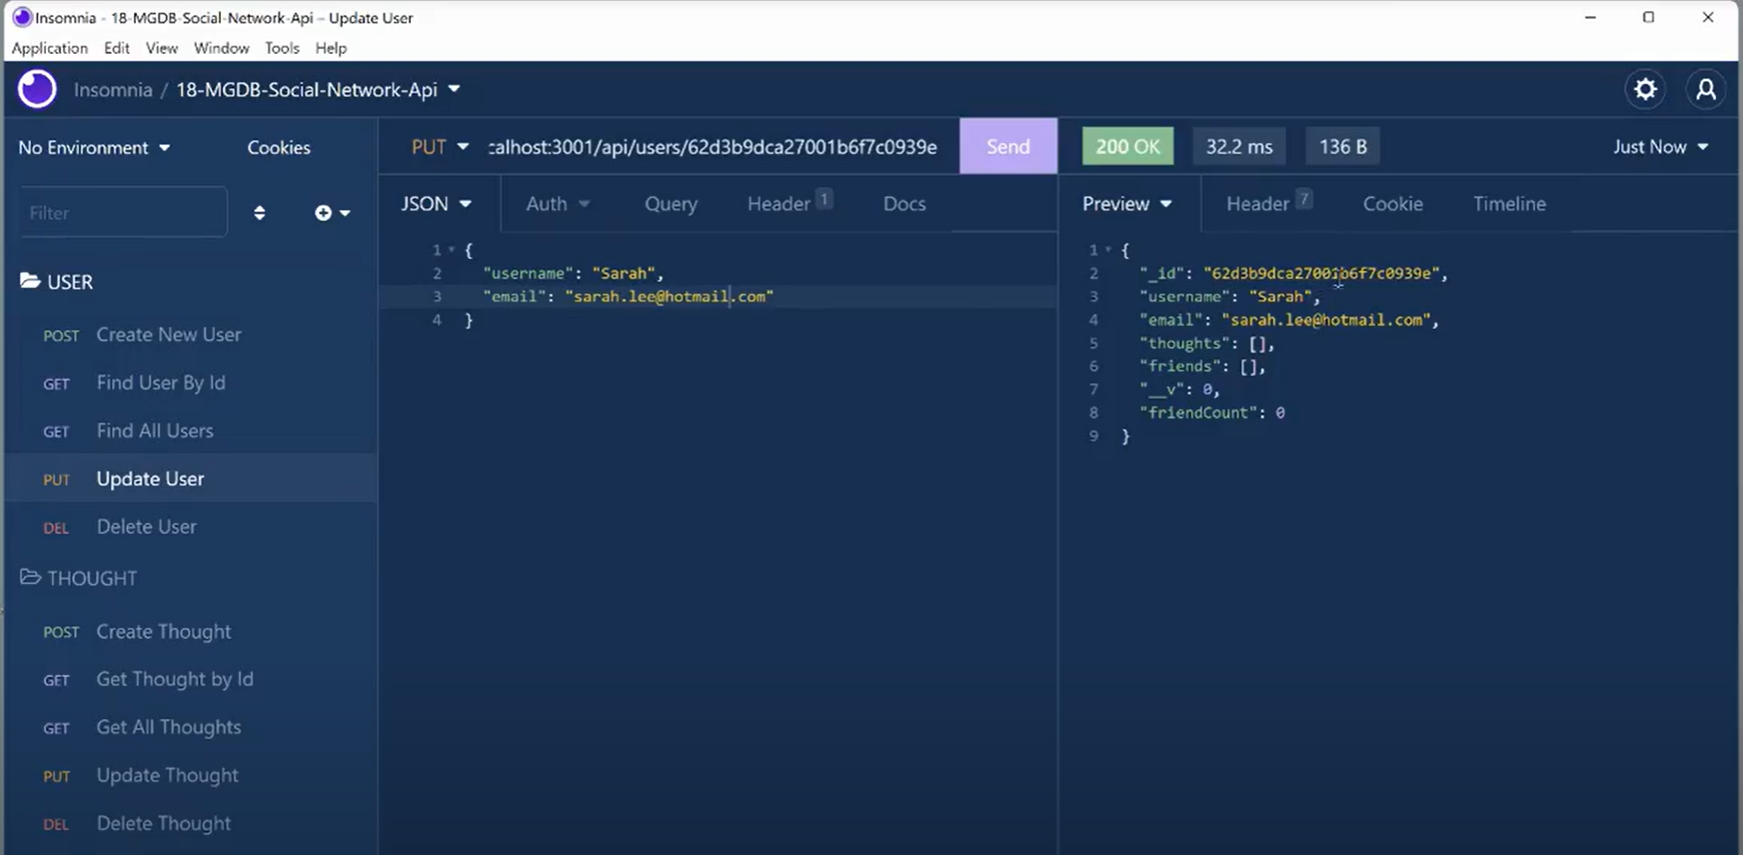 Insomnia - 18-MGDB-Social-Network-Api – Update User
Application Edit View Window Tools Help
Insomnia / 18-MGDB-Social-Network-Api
No Environment Cookies
Filter
USER
POST Create New User
GET Find User By Id
GET Find All Users
PUT Update User
DEL Delete User
THOUGHT
POST Create Thought
GET Get Thought by Id
GET Get All Thoughts
PUT Update Thought
DEL Delete Thought
PUT calhost:3001/api/users/62d3b9dca27001b6f7c0939e Send
JSON Auth Query Header 1 Docs
1 {
2 "username": "Sarah",
3 "email": "sarah.lee@hotmail.com"
4 }
200 OK 32.2 ms 136 B Just Now
Preview Header 7 Cookie Timeline
1 {
2 "_id": "62d3b9dca27001b6f7c0939e",
3 "username": "Sarah",
4 "email": "sarah.lee@hotmail.com",
5 "thoughts": [],
6 "friends": [],
7 "__v": 0,
8 "friendCount": 0
9 }